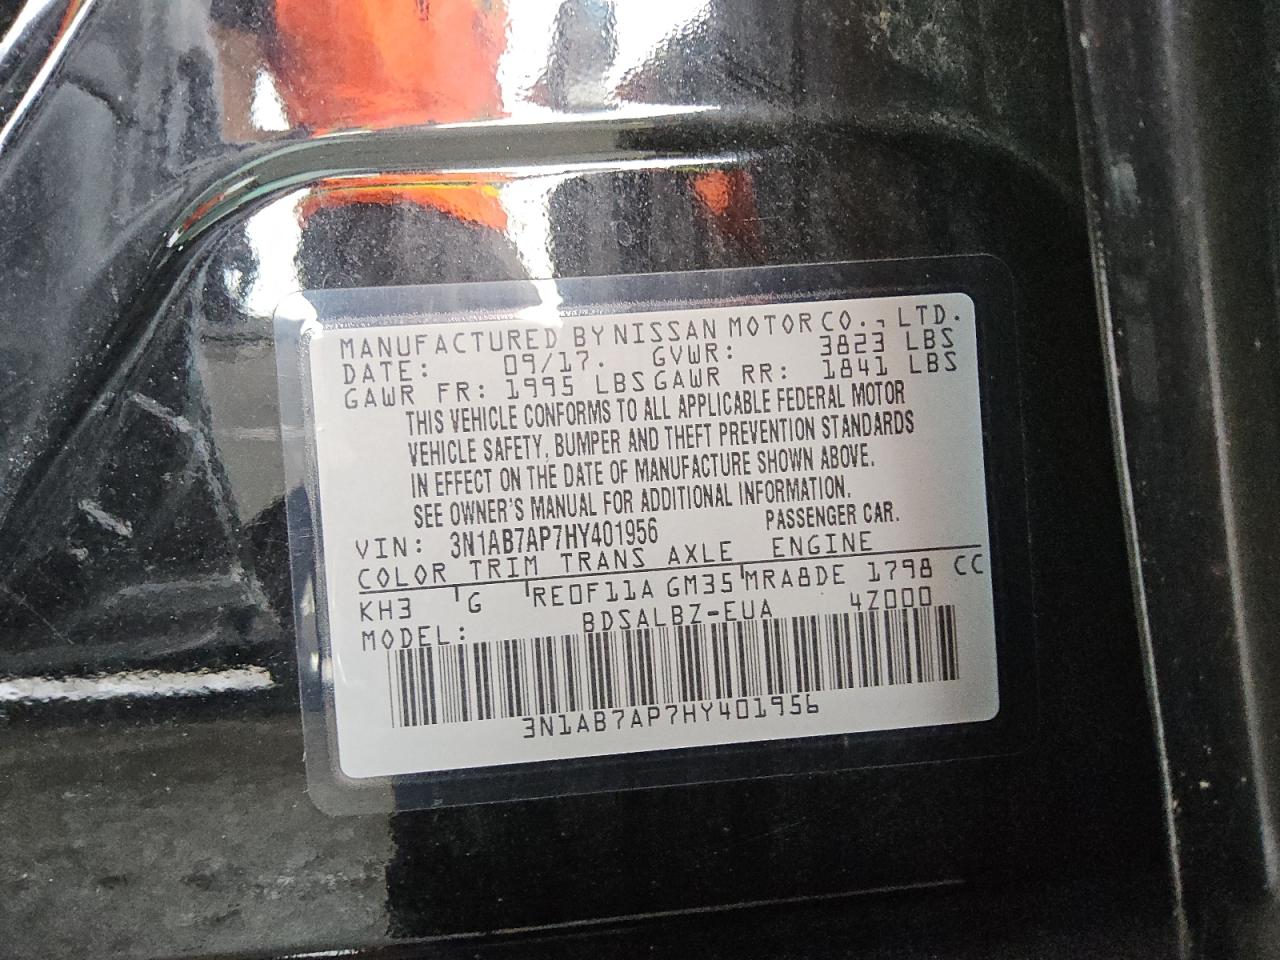 MANUFACTURED BY NISSAN MOTOR CO., LTD.
DATE: 09/17. GVWR: 3823 LBS
GAWR FR: 1995 LBS GAWR RR: 1841 LBS
THIS VEHICLE CONFORMS TO ALL APPLICABLE FEDERAL MOTOR
VEHICLE SAFETY, BUMPER AND THEFT PREVENTION STANDARDS
IN EFFECT ON THE DATE OF MANUFACTURE SHOWN ABOVE.
SEE OWNER'S MANUAL FOR ADDITIONAL INFORMATION.
VIN: 3N1AB7AP7HY401956 PASSENGER CAR.
COLOR TRIM TRANS AXLE ENGINE
KH3 G RE0F11A GM35 MRA8DE 1798 CC
MODEL: BDSALBZ-EUA 4Z000
3N1AB7AP7HY401956